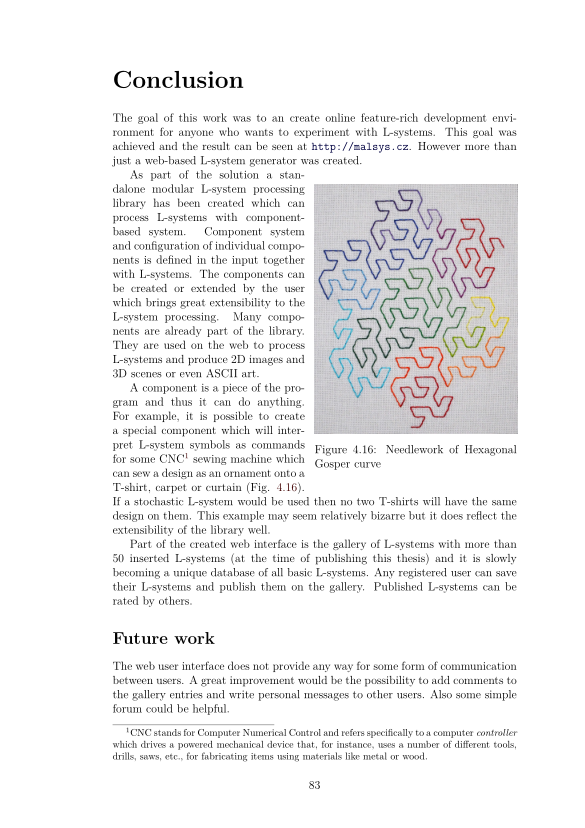 Conclusion
The goal of this work was to an create online feature-rich development envi-
ronment for anyone who wants to experiment with L-systems. This goal was
achieved and the result can be seen at http://malsys.cz. However more than
just a web-based L-system generator was created.
As part of the solution a stan-
dalone modular L-system processing
library has been created which can
process L-systems with component-
based system. Component system
and configuration of individual compo-
nents is defined in the input together
with L-systems. The components can
be created or extended by the user
which brings great extensibility to the
L-system processing. Many compo-
nents are already part of the library.
They are used on the web to process
L-systems and produce 2D images and
3D scenes or even ASCII art.
A component is a piece of the pro-
gram and thus it can do anything.
For example, it is possible to create
a special component which will inter-
pret L-system symbols as commands
for some CNC1 sewing machine which
can sew a design as an ornament onto a
T-shirt, carpet or curtain (Fig. 4.16).
Figure 4.16: Needlework of Hexagonal
Gosper curve
If a stochastic L-system would be used then no two T-shirts will have the same
design on them. This example may seem relatively bizarre but it does reflect the
extensibility of the library well.
Part of the created web interface is the gallery of L-systems with more than
50 inserted L-systems (at the time of publishing this thesis) and it is slowly
becoming a unique database of all basic L-systems. Any registered user can save
their L-systems and publish them on the gallery. Published L-systems can be
rated by others.
Future work
The web user interface does not provide any way for some form of communication
between users. A great improvement would be the possibility to add comments to
the gallery entries and write personal messages to other users. Also some simple
forum could be helpful.
1CNC stands for Computer Numerical Control and refers specifically to a computer controller
which drives a powered mechanical device that, for instance, uses a number of different tools,
drills, saws, etc., for fabricating items using materials like metal or wood.
83